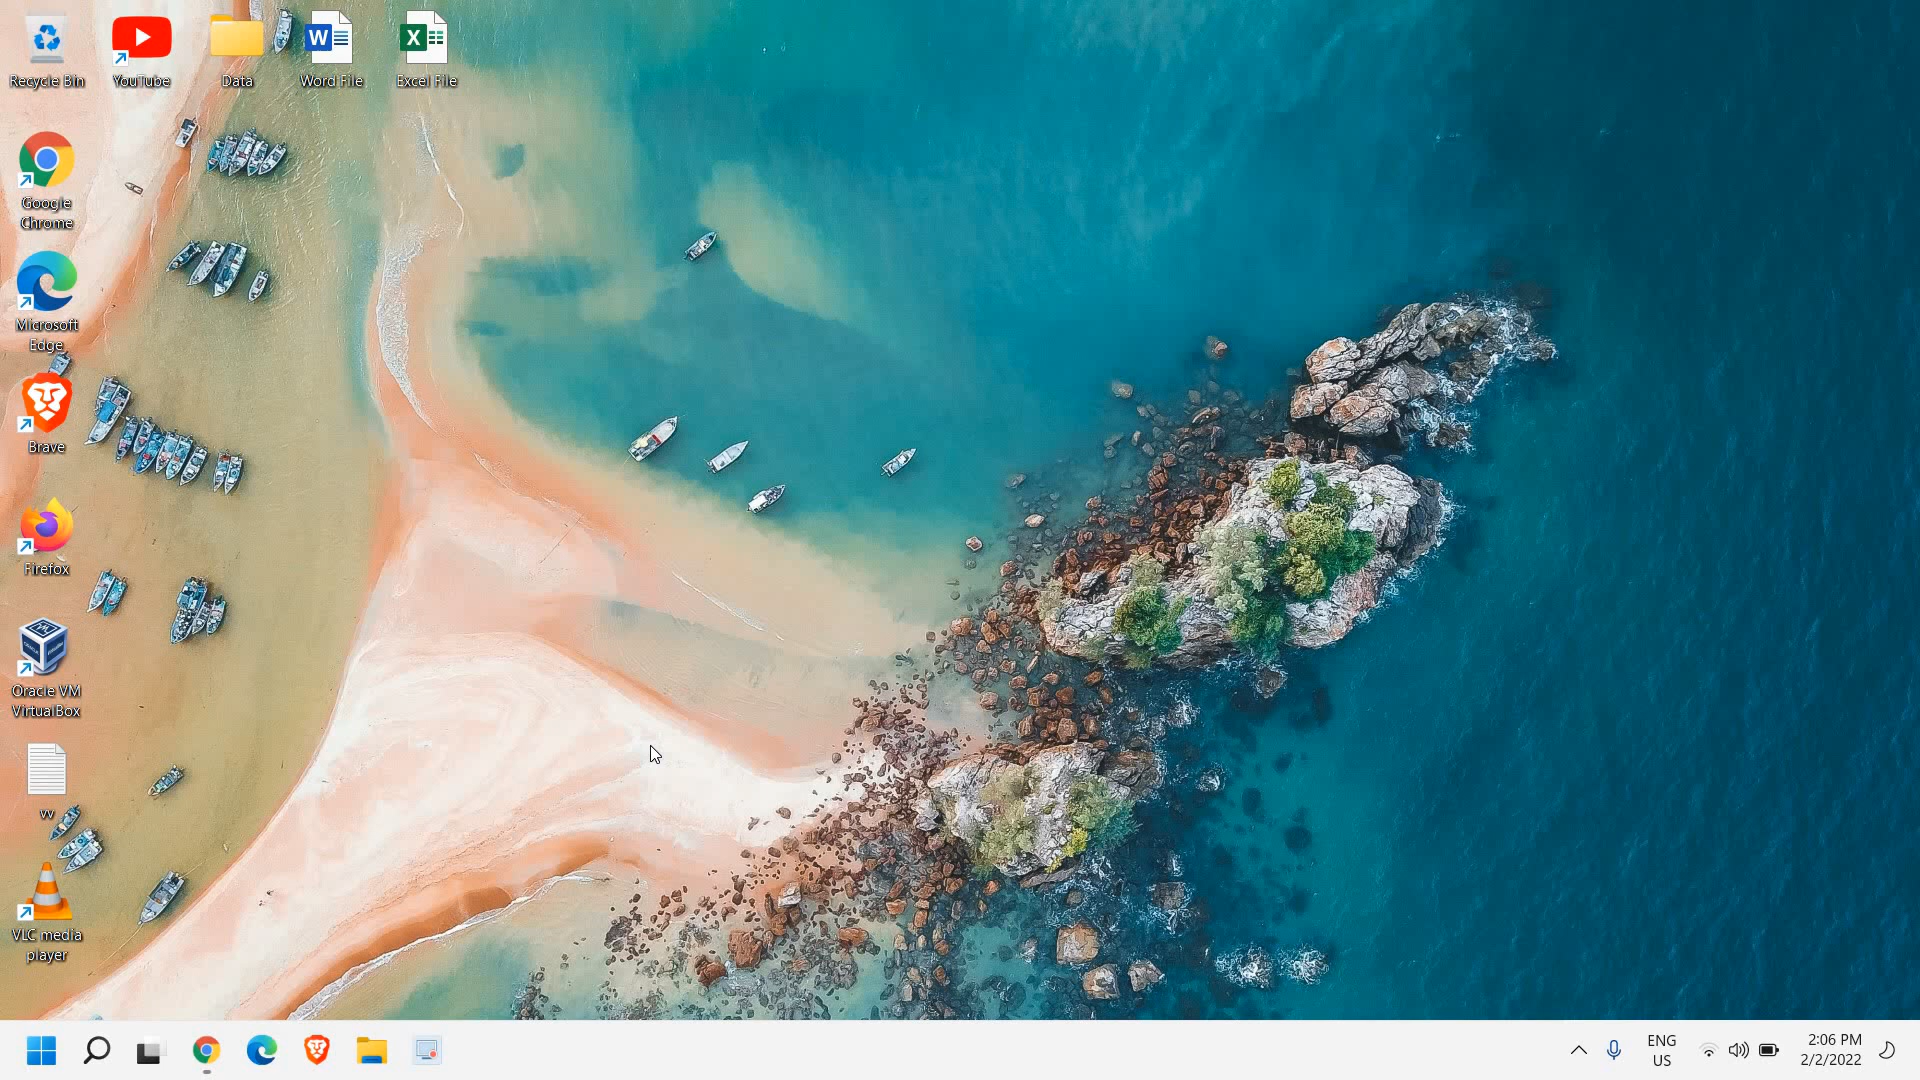 Recycle Bin
YouTube
Data
Word File
Excel File
Google
Chrome
Microsoft
Edge
Brave
Firefox
Oracle VM
VirtualBox
vv
VLC media
player
ENG
US
2:06 PM
2/2/2022